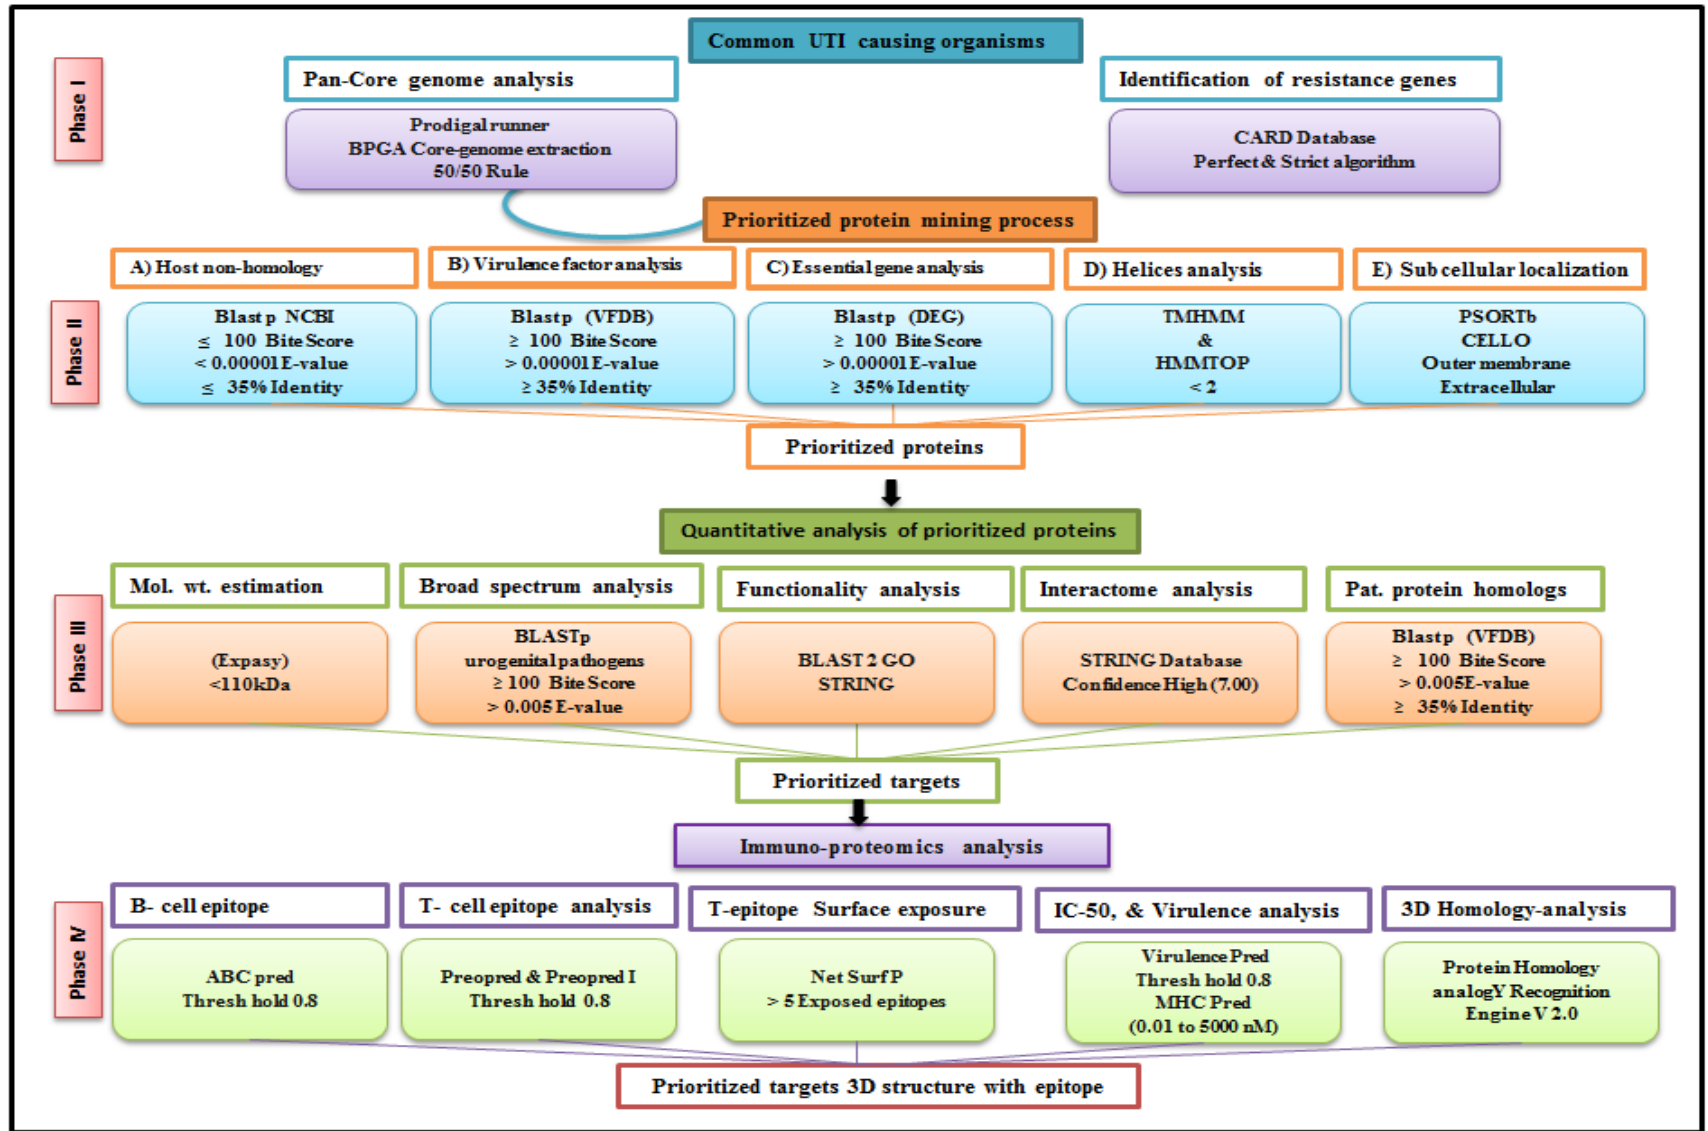 Common UTI causing organisms
Phase I
Pan-Core genome analysis
Identification of resistance genes
Prodigal runner
BPGA Core-genome extraction
50/50 Rule
CARD Database
Perfect & Strict algorithm
Prioritized protein mining process
Phase II
A) Host non-homology
B) Virulence factor analysis
C) Essential gene analysis
D) Helices analysis
E) Sub cellular localization
Blast p NCBI
≤ 100 Bite Score
< 0.00001E-value
≤ 35% Identity
Blastp (VFDB)
≥ 100 Bite Score
> 0.00001E-value
≥ 35% Identity
Blastp (DEG)
≥ 100 Bite Score
> 0.00001E-value
≥ 35% Identity
TMHMM
&
HMMTOP
< 2
PSORTb
CELLO
Outer membrane
Extracellular
Prioritized proteins
Quantitative analysis of prioritized proteins
Phase III
Mol. wt. estimation
Broad spectrum analysis
Functionality analysis
Interactome analysis
Pat. protein homologs
(Expasy)
<110kDa
BLASTp
urogenital pathogens
≥ 100 Bite Score
> 0.005 E-value
BLAST 2 GO
STRING
STRING Database
Confidence High (7.00)
Blastp (VFDB)
≥ 100 Bite Score
> 0.005E-value
≥ 35% Identity
Prioritized targets
Immuno-proteomics analysis
Phase IV
B- cell epitope
T- cell epitope analysis
T-epitope Surface exposure
IC-50, & Virulence analysis
3D Homology-analysis
ABC pred
Thresh hold 0.8
Preopred & Preopred I
Thresh hold 0.8
Net Surf P
> 5 Exposed epitopes
Virulence Pred
Thresh hold 0.8
MHC Pred
(0.01 to 5000 nM)
Protein Homology
analogY Recognition
Engine V 2.0
Prioritized targets 3D structure with epitope